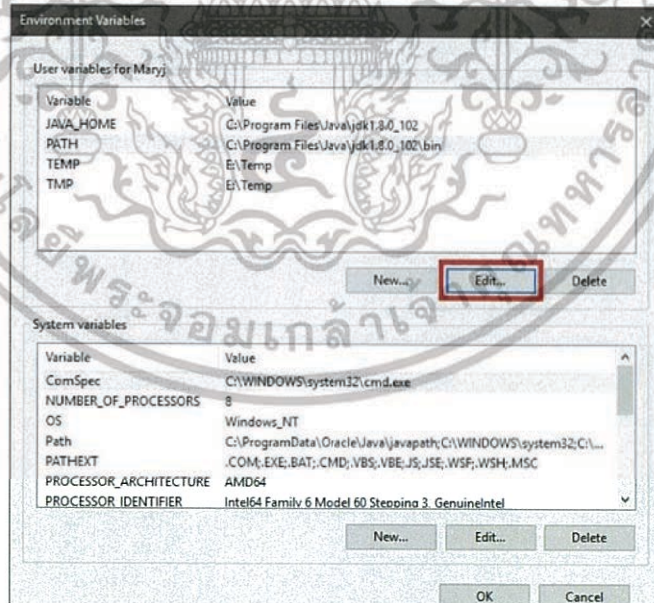 Environment Variables
User variables for Maryj
Variable Value
JAVA_HOME C:\Program Files\Java\jdk1.8.0_102
PATH C:\Program Files\Java\jdk1.8.0_102\bin
TEMP E:\Temp
TMP E:\Temp
New... Edit... Delete
System variables
Variable Value
ComSpec C:\WINDOWS\system32\cmd.exe
NUMBER_OF_PROCESSORS 8
OS Windows_NT
Path C:\ProgramData\Oracle\Java\javapath;C:\WINDOWS\system32;C:\...
PATHEXT .COM;.EXE;.BAT;.CMD;.VBS;.VBE;.JS;.JSE;.WSF;.WSH;.MSC
PROCESSOR_ARCHITECTURE AMD64
PROCESSOR_IDENTIFIER Intel64 Family 6 Model 60 Stepping 3, GenuineIntel
New... Edit... Delete
OK Cancel